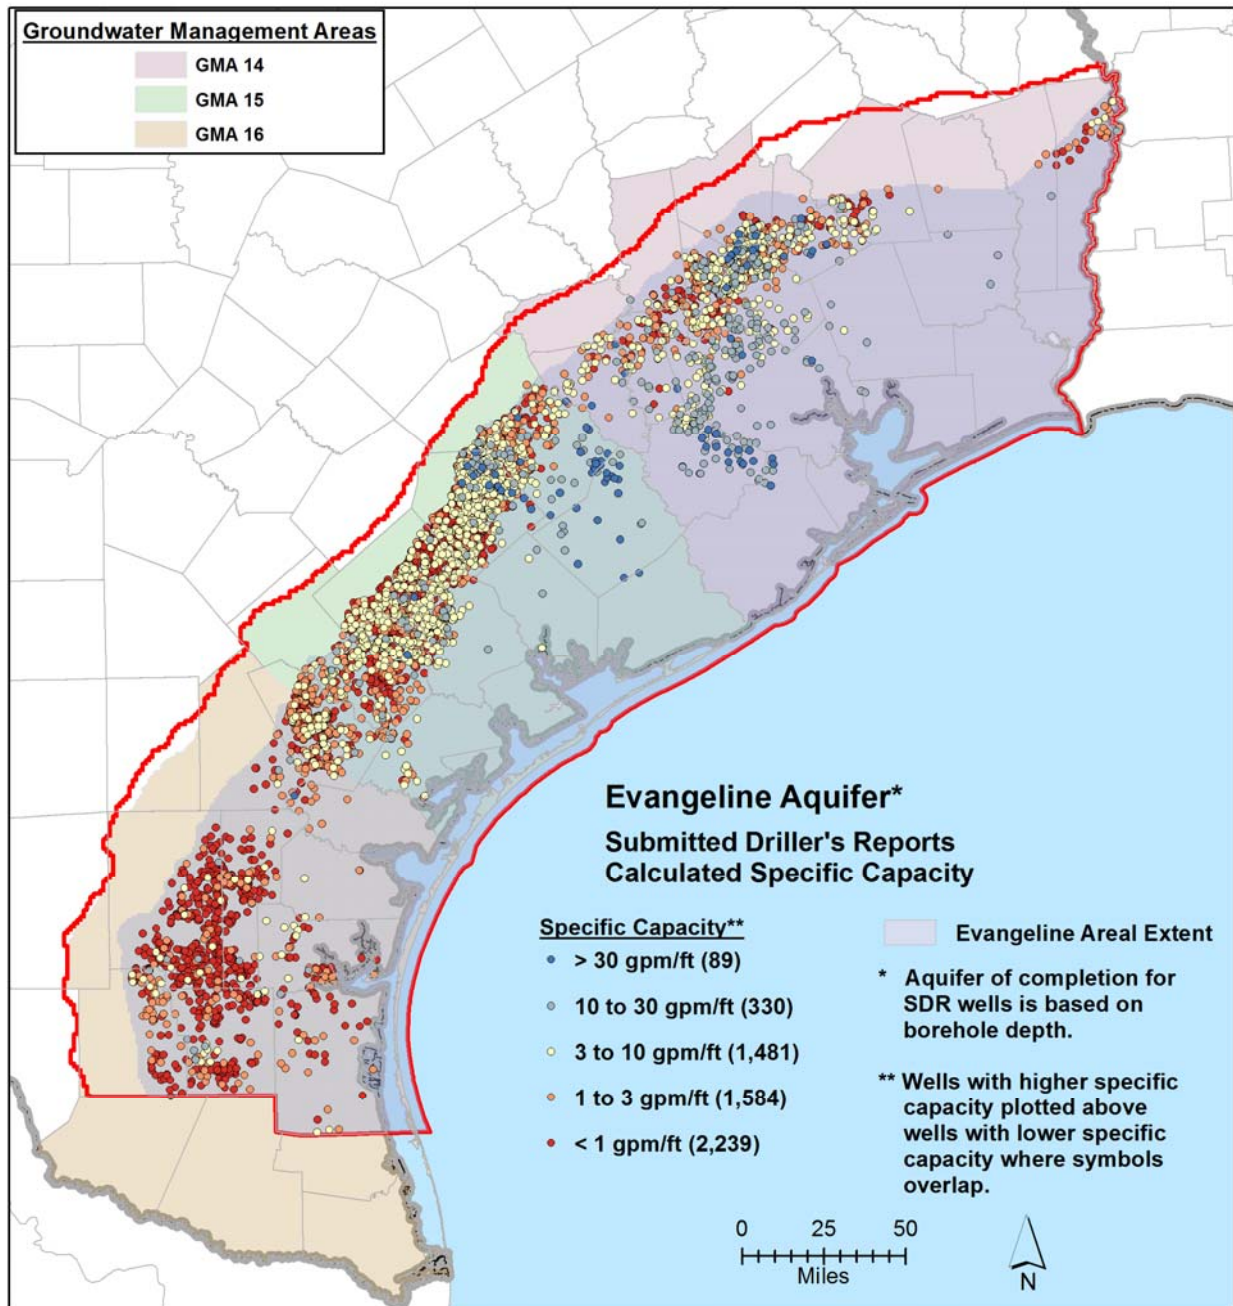 Groundwater Management Areas
GMA 14
GMA 15
GMA 16
Evangeline Aquifer*
Submitted Driller's Reports
Calculated Specific Capacity
Specific Capacity**
> 30 gpm/ft (89)
10 to 30 gpm/ft (330)
3 to 10 gpm/ft (1,481)
1 to 3 gpm/ft (1,584)
< 1 gpm/ft (2,239)
Evangeline Areal Extent
* Aquifer of completion for
SDR wells is based on
borehole depth.
** Wells with higher specific
capacity plotted above
wells with lower specific
capacity where symbols
overlap.
0 25 50
Miles
N